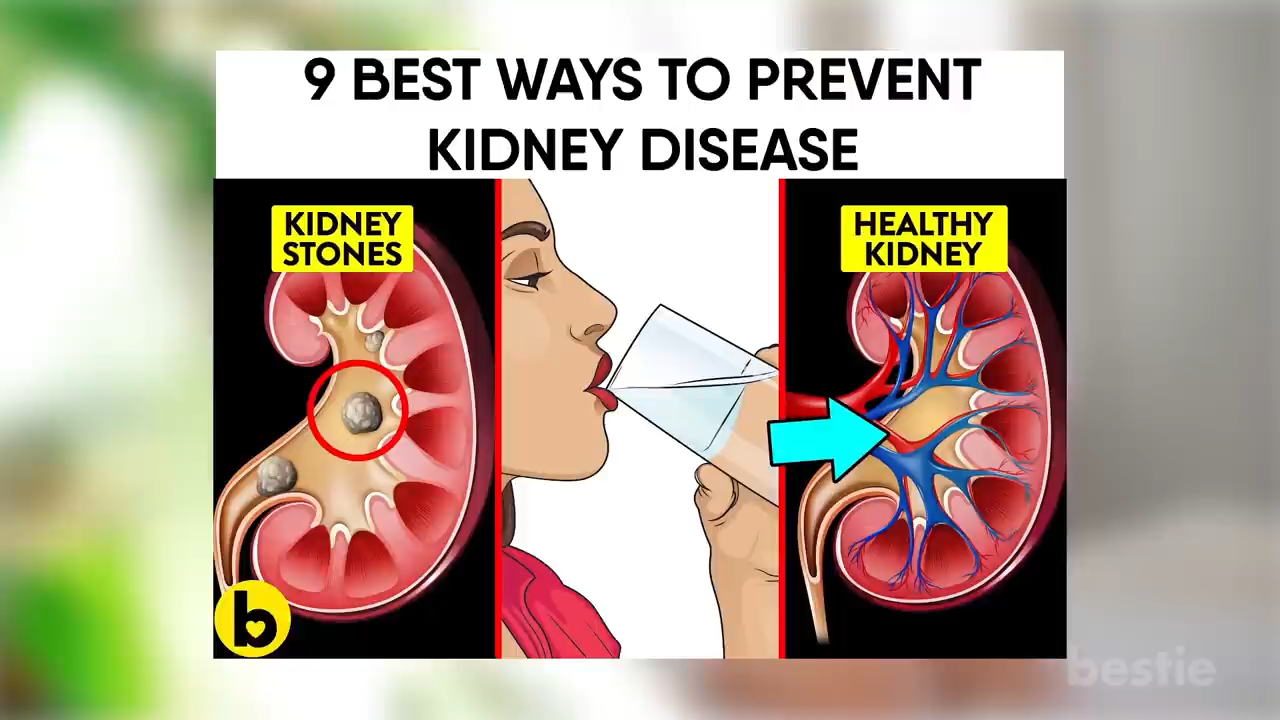 9 BEST WAYS TO PREVENT
KIDNEY DISEASE
KIDNEY
STONES
HEALTHY
KIDNEY
b
bestie